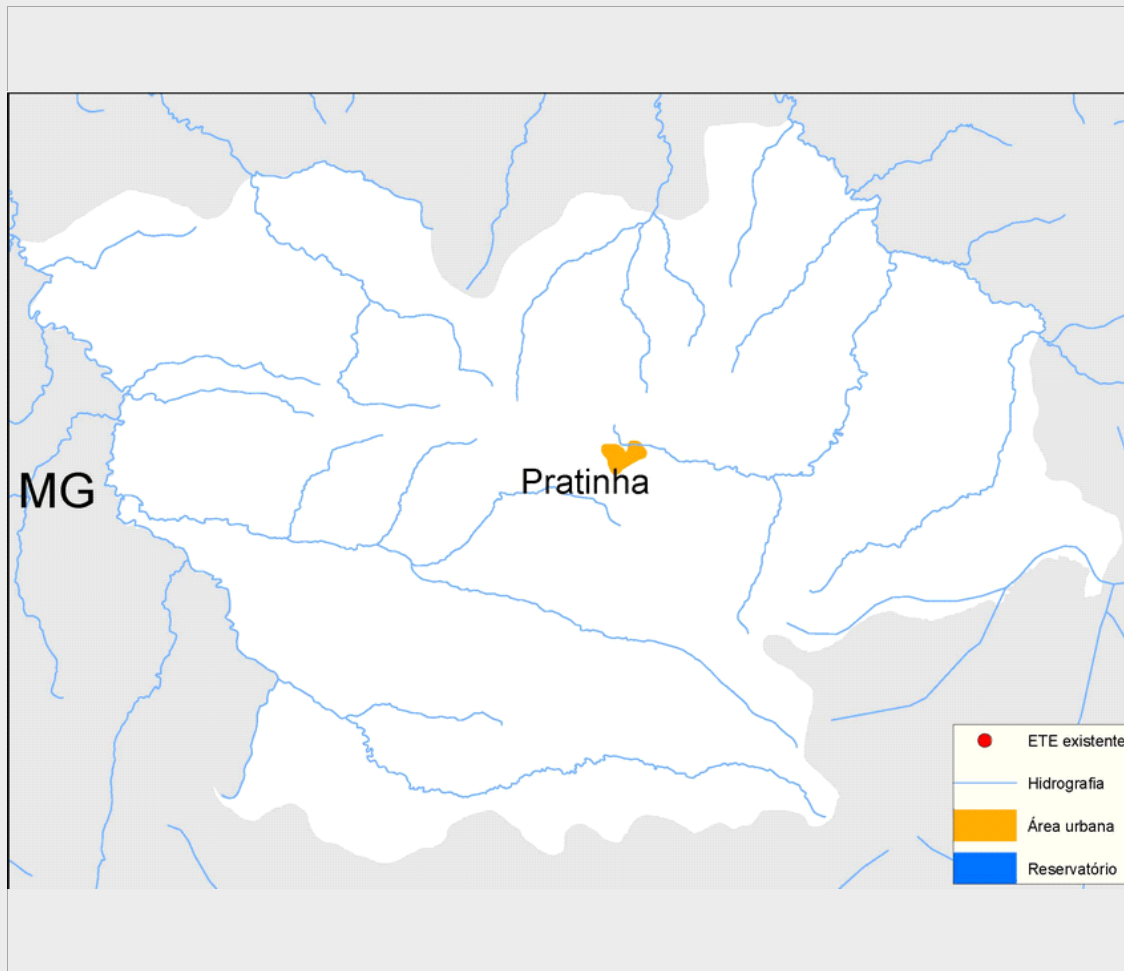 MG
Pratinha
ETE existente
Hidrografia
Área urbana
Reservatório